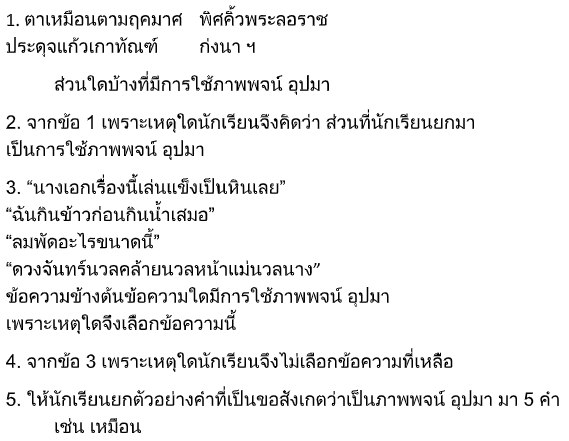 1. ตาเหมือนตามฤคมาศ พิศคิ้วพระลอราช
ประดุจแก้วเกาทัณฑ์ ก่งนา ฯ
ส่วนใดบ้างที่มีการใช้ภาพพจน์ อุปมา
2. จากข้อ 1 เพราะเหตุใดนักเรียนจึงคิดว่า ส่วนที่นักเรียนยกมา
เป็นการใช้ภาพพจน์ อุปมา
3. “นางเอกเรื่องนี้เล่นแข็งเป็นหินเลย”
“ฉันกินข้าวก่อนกินน้ำเสมอ”
“ลมพัดอะไรขนาดนี้”
“ดวงจันทร์นวลคล้ายนวลหน้าแม่นวลนาง”
ข้อความข้างต้นข้อความใดมีการใช้ภาพพจน์ อุปมา
เพราะเหตุใดจึงเลือกข้อความนี้
4. จากข้อ 3 เพราะเหตุใดนักเรียนจึงไม่เลือกข้อความที่เหลือ
5. ให้นักเรียนยกตัวอย่างคำที่เป็นขอสังเกตว่าเป็นภาพพจน์ อุปมา มา 5 คำ
เช่น เหมือน